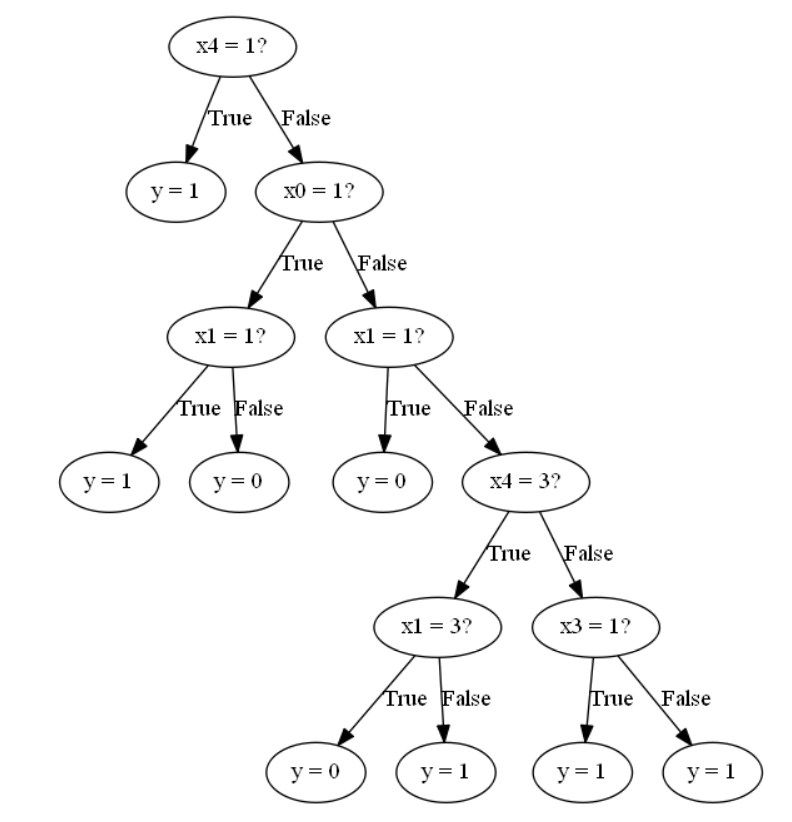 x4 = 1?
True
False
y = 1
x0 = 1?
True
False
x1 = 1?
x1 = 1?
True
False
True
False
y = 1
y = 0
y = 0
x4 = 3?
True
False
x1 = 3?
x3 = 1?
True
False
True
False
y = 0
y = 1
y = 1
y = 1